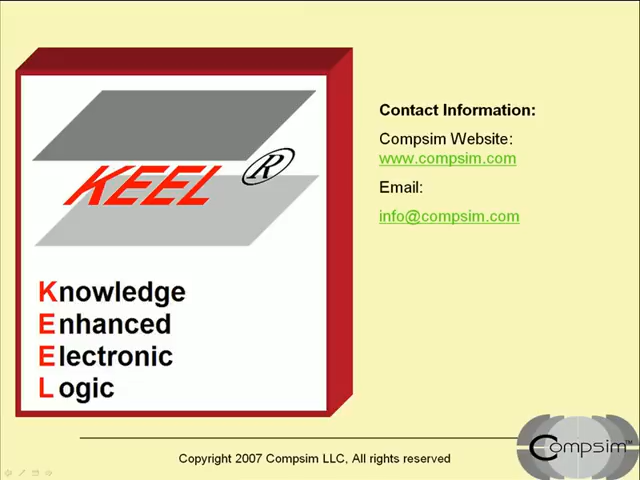 KEEL ®
Knowledge
Enhanced
Electronic
Logic
Contact Information:
Compsim Website:
www.compsim.com
Email:
info@compsim.com
Copyright 2007 Compsim LLC, All rights reserved
Compsim™